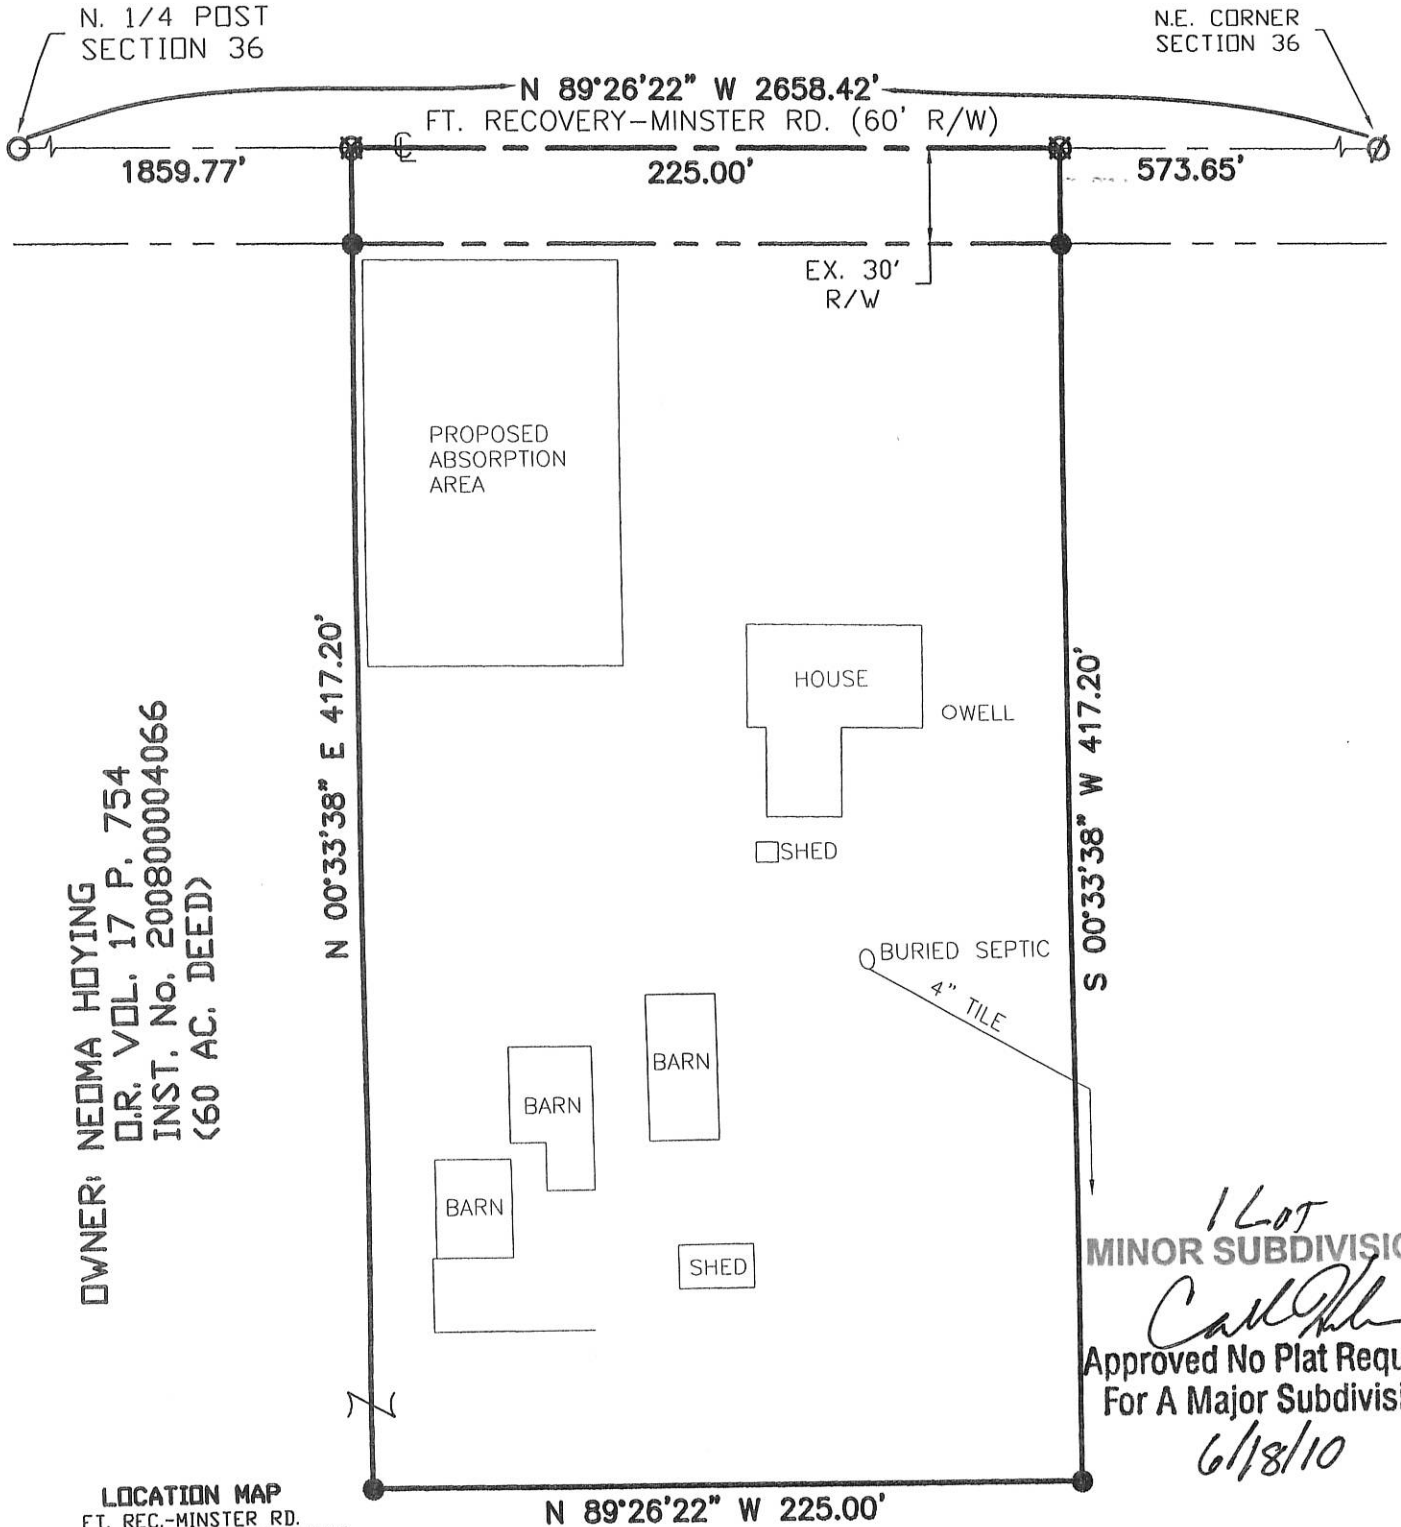 N. 1/4 POST
SECTION 36
N.E. CORNER
SECTION 36
N 89°26'22" W 2658.42'
FT. RECOVERY-MINSTER RD. (60' R/W)
CL
1859.77'
225.00'
573.65'
EX. 30'
R/W
PROPOSED
ABSORPTION
AREA
N 00°33'38" E 417.20'
HOUSE
WELL
S 00°33'38" W 417.20'
SHED
OWNER: NEOMA HOYING
O.R. VOL. 17 P. 754
INST. No. 200800004066
(60 AC. DEED)
BURIED SEPTIC
4" TILE
BARN
BARN
BARN
SHED
1 LOT
MINOR SUBDIVISIO
Approved No Plat Requ
For A Major Subdivis
6/18/10
LOCATION MAP
FT. REC.-MINSTER RD.
N 89°26'22" W 225.00'